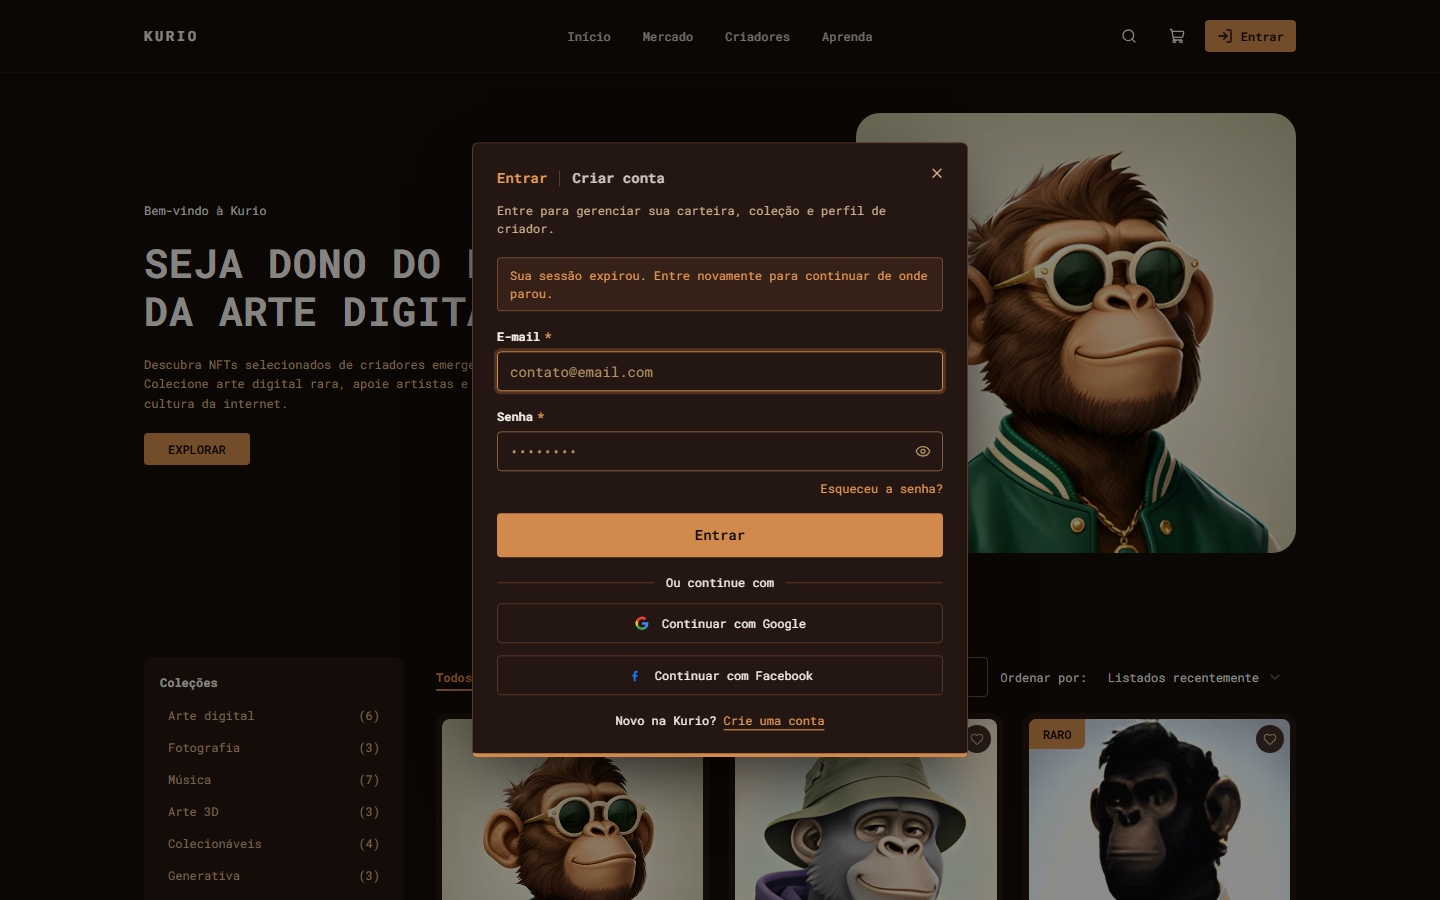 KURIO
Início
Mercado
Criadores
Aprenda
Entrar
Bem-vindo à Kurio
SEJA DONO DO
DA ARTE DIGITA
Descubra NFTs selecionados de criadores emerge
Colecione arte digital rara, apoie artistas e
cultura da internet.
EXPLORAR
Entrar
Criar conta
Entre para gerenciar sua carteira, coleção e perfil de
criador.
Sua sessão expirou. Entre novamente para continuar de onde
parou.
E-mail *
contato@email.com
Senha *
••••••••
Esqueceu a senha?
Entrar
Ou continue com
Continuar com Google
Continuar com Facebook
Novo na Kurio? Crie uma conta
Coleções
Arte digital (6)
Fotografia (3)
Música (7)
Arte 3D (3)
Colecionáveis (4)
Generativa (3)
Todos
Ordenar por: Listados recentemente
RARO